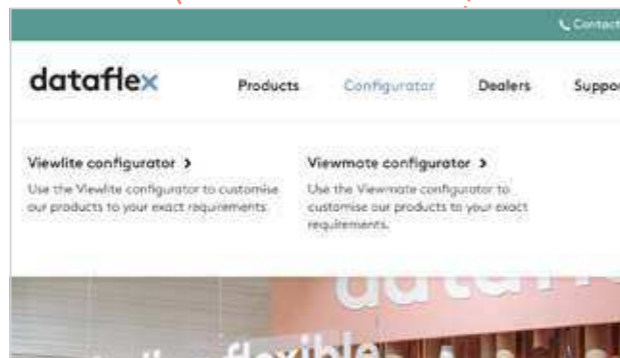 Contact
dataflex
Products Configurator Dealers Suppor
Viewlite configurator >
Use the Viewlite configurator to customise
our products to your exact requirements.
Viewmate configurator >
Use the Viewmate configurator to
customise our products to your exact
requirements.
flexible